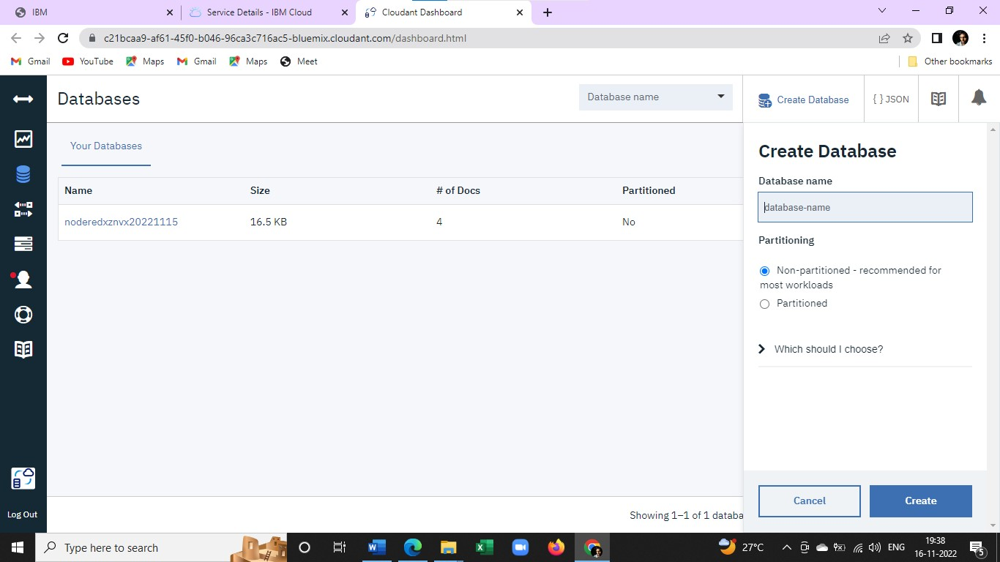 IBM
Service Details - IBM Cloud
Cloudant Dashboard
c21bcaa9-af61-45f0-b046-96ca3c716ac5-bluemix.cloudant.com/dashboard.html
Gmail
YouTube
Maps
Gmail
Maps
Meet
Other bookmarks
Databases
Database name
Create Database
{ } JSON
Your Databases
Name Size # of Docs Partitioned
noderedxznvx20221115 16.5 KB 4 No
Showing 1–1 of 1 databa
Create Database
Database name
database-name
Partitioning
Non-partitioned - recommended for
most workloads
Partitioned
Which should I choose?
Cancel
Create
Log Out
Type here to search
27°C
ENG
19:38
16-11-2022
5